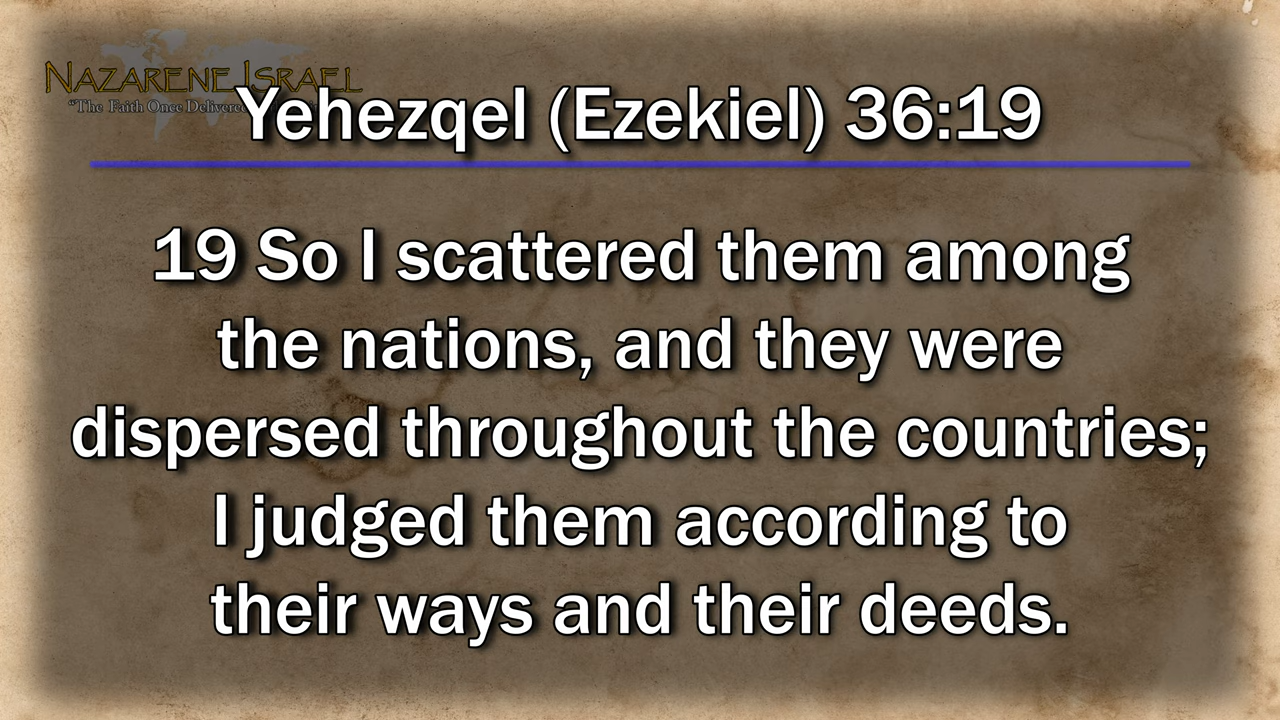 NAZARENE ISRAEL
"The Faith Once Delivered
Yehezqel (Ezekiel) 36:19
19 So I scattered them among
the nations, and they were
dispersed throughout the countries;
I judged them according to
their ways and their deeds.